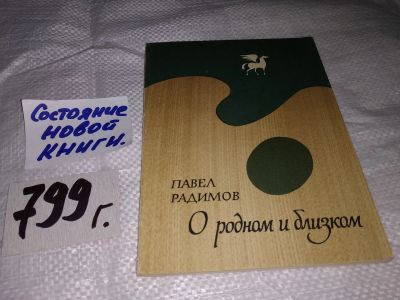 Состояние
новой
книги.
799 г.
ПАВЕЛ
РАДИМОВ
О родном и близком